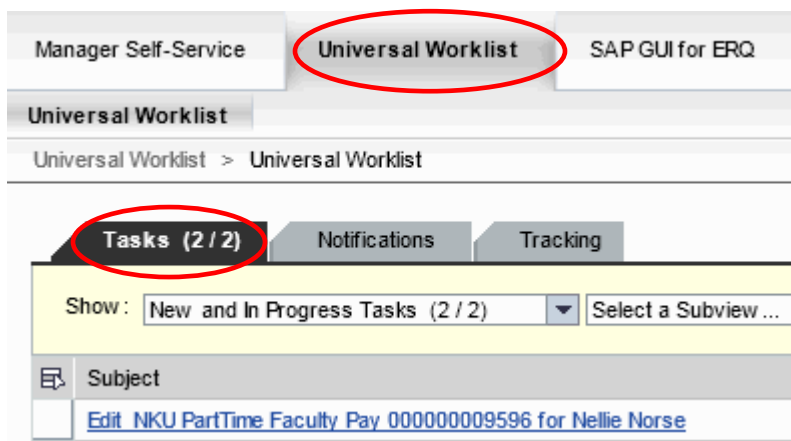 Manager Self-Service Universal Worklist SAP GUI for ERQ
Universal Worklist
Universal Worklist > Universal Worklist
Tasks (2 / 2) Notifications Tracking
Show : New and In Progress Tasks (2 / 2) Select a Subview ...
Subject
Edit NKU PartTime Faculty Pay 000000009596 for Nellie Norse